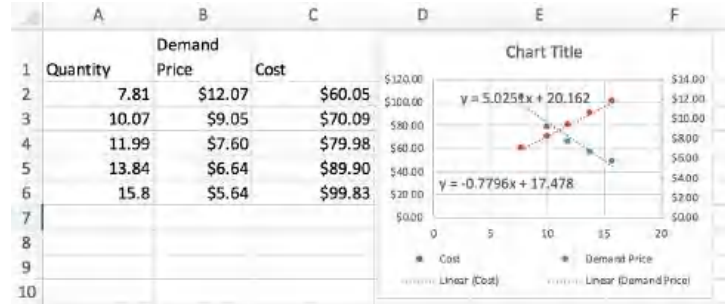 A B C D E F
Demand
1 Quantity Price Cost
2 7.81 $12.07 $60.05
3 10.07 $9.05 $70.09
4 11.99 $7.60 $79.98
5 13.84 $6.64 $89.90
6 15.8 $5.64 $99.83
7
8
9
10
Chart Title
$120.00 $14.00
$100.00 $12.00
$80.00 $10.00
$60.00 $8.00
$40.00 $6.00
$20.00 $4.00
$0.00 $2.00
$0.00
y = 5.0251x + 20.162
y = -0.7796x + 17.478
0 5 10 15 20
Cost Demand Price
Linear (Cost) Linear (Demand Price)